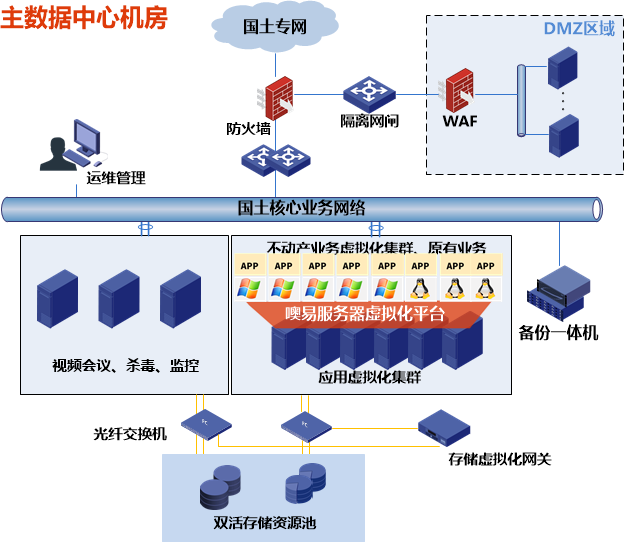 主数据中心机房
国土专网
DMZ区域
防火墙
隔离网闸
WAF
运维管理
国土核心业务网络
不动产业务虚拟化集群、原有业务
APP APP APP APP APP APP APP APP
噢易服务器虚拟化平台
视频会议、杀毒、监控
应用虚拟化集群
备份一体机
光纤交换机
FC
FC
存储虚拟化网关
双活存储资源池